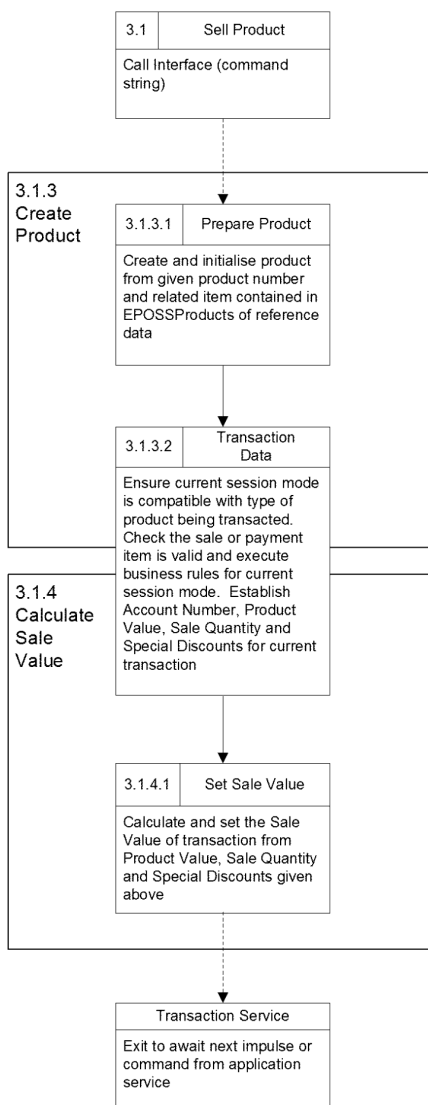 3.1
Sell Product
Call Interface (command
string)
3.1.3
Create
Product
3.1.3.1
Prepare Product
Create and initialise product
from given product number
and related item contained in
EPOSSProducts of reference
data
3.1.3.2
Transaction
Data
Ensure current session mode
is compatible with type of
product being transacted.
Check the sale or payment
item is valid and execute
business rules for current
session mode. Establish
Account Number, Product
Value, Sale Quantity and
Special Discounts for current
transaction
3.1.4
Calculate
Sale
Value
3.1.4.1
Set Sale Value
Calculate and set the Sale
Value of transaction from
Product Value, Sale Quantity
and Special Discounts given
above
Transaction Service
Exit to await next impulse or
command from application
service